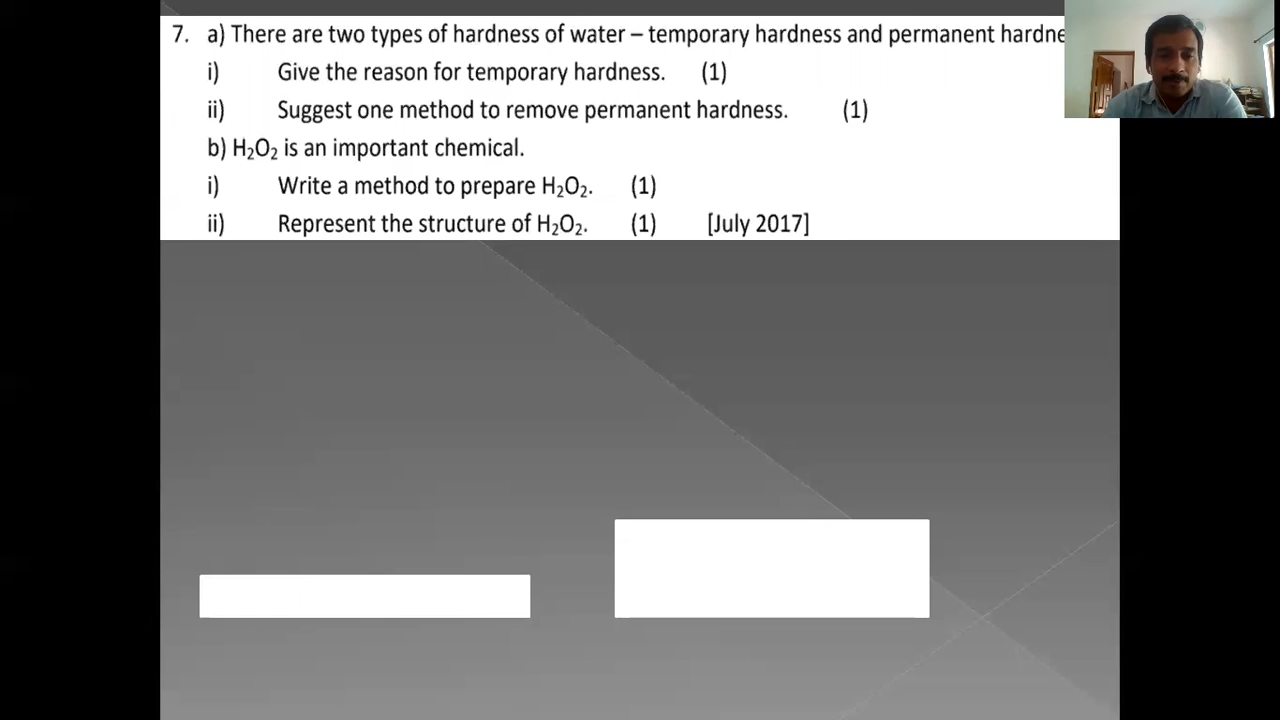 7. a) There are two types of hardness of water – temporary hardness and permanent
i) Give the reason for temporary hardness. (1)
ii) Suggest one method to remove permanent hardness. (1)
b) H₂O₂ is an important chemical.
i) Write a method to prepare H₂O₂. (1)
ii) Represent the structure of H₂O₂. (1) [July 2017]